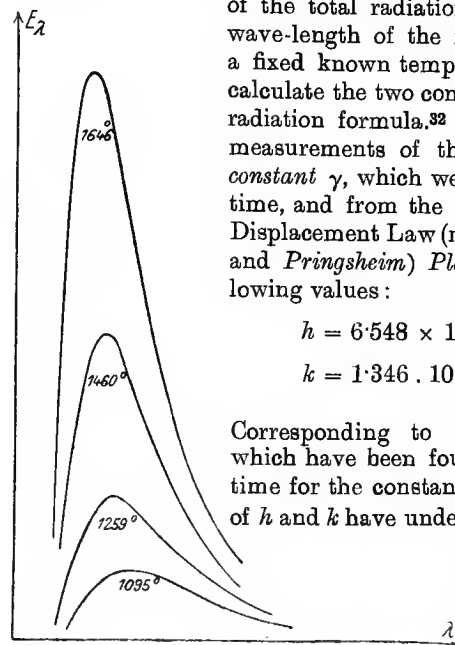 E_λ
1646°
1460°
1259°
1095°
λ
of the total radiation
wave-length of the
a fixed known temp
calculate the two con
radiation formula.³²
measurements of th
constant γ, which we
time, and from the
Displacement Law (
and Pringsheim) Pl
lowing values:
h = 6·548 × 1
k = 1·346 . 10
Corresponding to
which have been fou
time for the constan
of h and k have unde